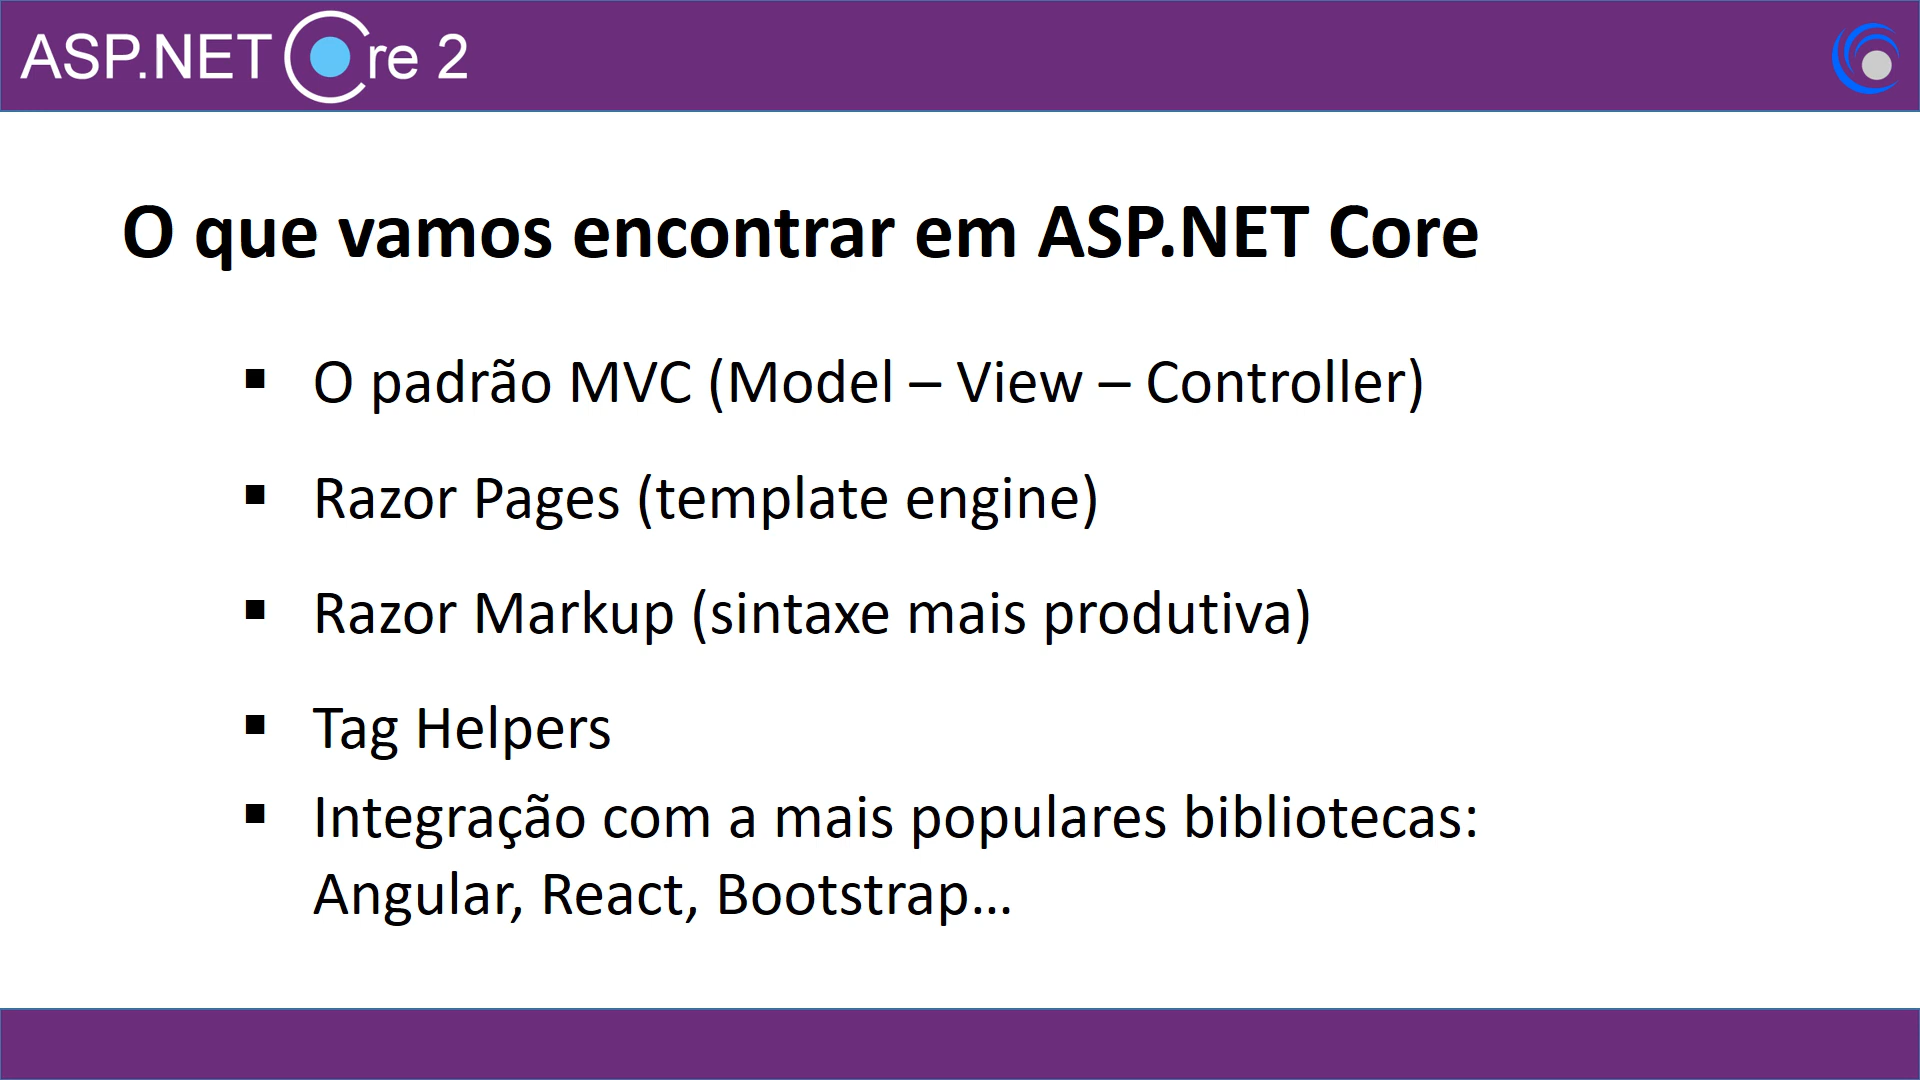 ASP.NET Core 2
O que vamos encontrar em ASP.NET Core
▪ O padrão MVC (Model – View – Controller)
▪ Razor Pages (template engine)
▪ Razor Markup (sintaxe mais produtiva)
▪ Tag Helpers
▪ Integração com a mais populares bibliotecas:
Angular, React, Bootstrap...